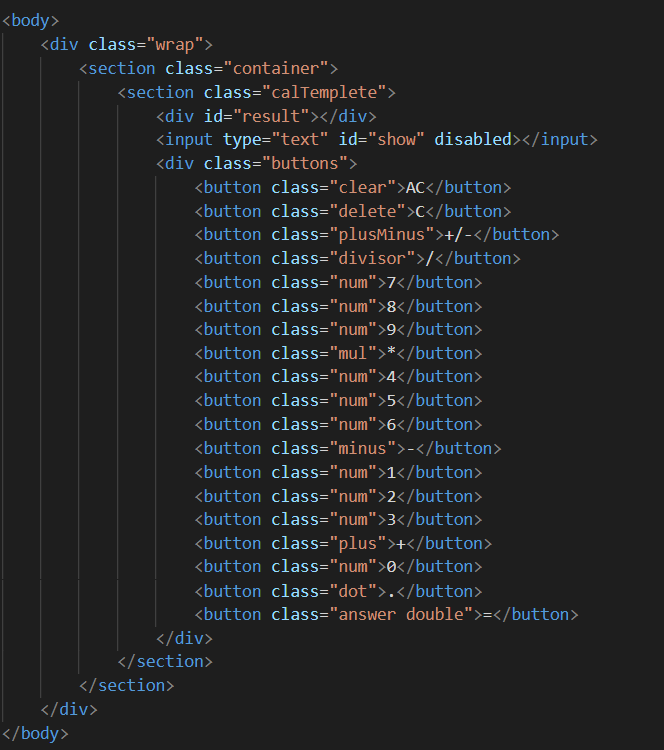 <body>
<div class="wrap">
<section class="container">
<section class="calTemplete">
<div id="result"></div>
<input type="text" id="show" disabled></input>
<div class="buttons">
<button class="clear">AC</button>
<button class="delete">C</button>
<button class="plusMinus">+/-</button>
<button class="divisor">/</button>
<button class="num">7</button>
<button class="num">8</button>
<button class="num">9</button>
<button class="mul">*</button>
<button class="num">4</button>
<button class="num">5</button>
<button class="num">6</button>
<button class="minus">-</button>
<button class="num">1</button>
<button class="num">2</button>
<button class="num">3</button>
<button class="plus">+</button>
<button class="num">0</button>
<button class="dot">.</button>
<button class="answer double">=</button>
</div>
</section>
</section>
</div>
</body>